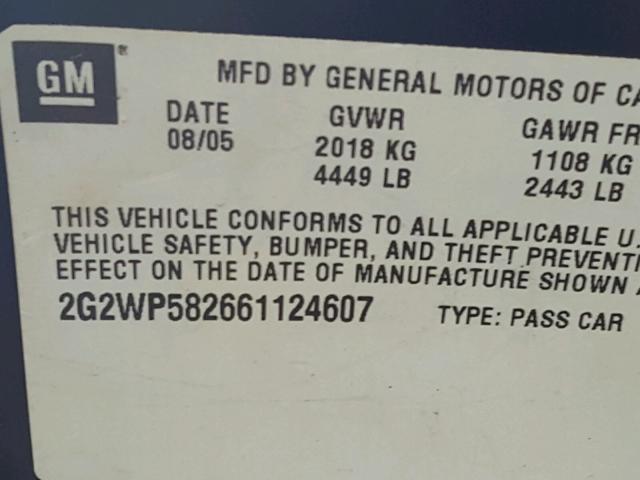 GM®
MFD BY GENERAL MOTORS OF CA
DATE GVWR GAWR FR
08/05 2018 KG 1108 KG
4449 LB 2443 LB
THIS VEHICLE CONFORMS TO ALL APPLICABLE U.
VEHICLE SAFETY, BUMPER, AND THEFT PREVENTI
EFFECT ON THE DATE OF MANUFACTURE SHOWN
2G2WP582661124607 TYPE: PASS CAR